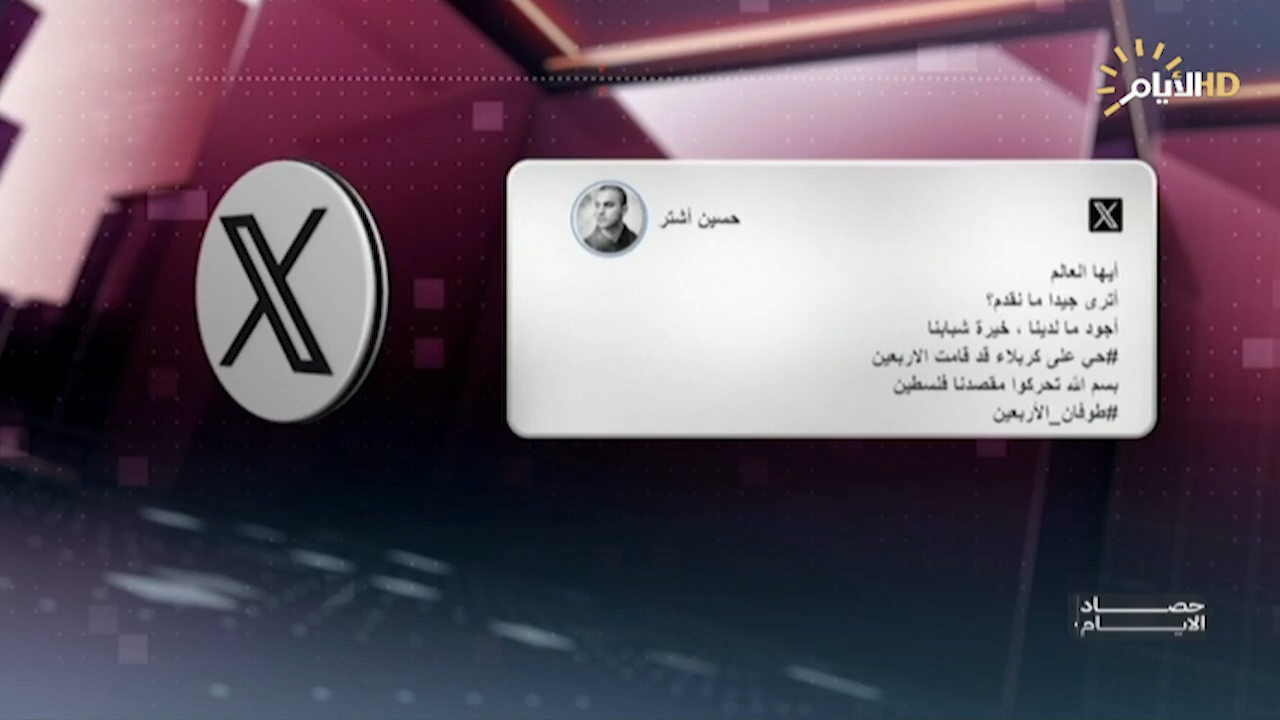 الأيام HD
حسين أشتر
أيها العالم
أترى جيدا ما نقدم؟
أجود ما لدينا ، خيرة شبابنا
#حي على كربلاء قد قامت الاربعين
بسم الله تحركوا مقصدنا فلسطين
#طوفان_الأربعين
حصاد
الايام